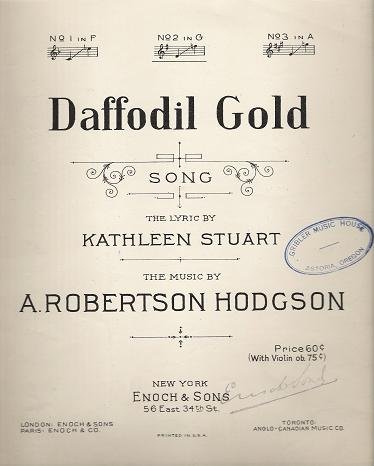 No 1 IN F
No 2 IN G
No 3 IN A
Daffodil Gold
SONG
THE LYRIC BY
KATHLEEN STUART
THE MUSIC BY
A. ROBERTSON HODGSON
GRIBLER MUSIC HOUSE
ASTORIA, OREGON
Price 60¢
(With Violin ob. 75¢)
NEW YORK
ENOCH & SONS
56 East 34th St.
LONDON: ENOCH & SONS
PARIS: ENOCH & CO.
TORONTO:
ANGLO-CANADIAN MUSIC CO.
PRINTED IN U.S.A.